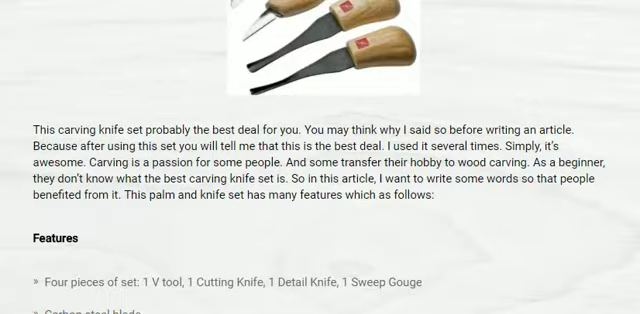 This carving knife set probably the best deal for you. You may think why I said so before writing an article.
Because after using this set you will tell me that this is the best deal. I used it several times. Simply, it's
awesome. Carving is a passion for some people. And some transfer their hobby to wood carving. As a beginner,
they don't know what the best carving knife set is. So in this article, I want to write some words so that people
benefited from it. This palm and knife set has many features which as follows:
Features
» Four pieces of set: 1 V tool, 1 Cutting Knife, 1 Detail Knife, 1 Sweep Gouge
» Carbon steel blade